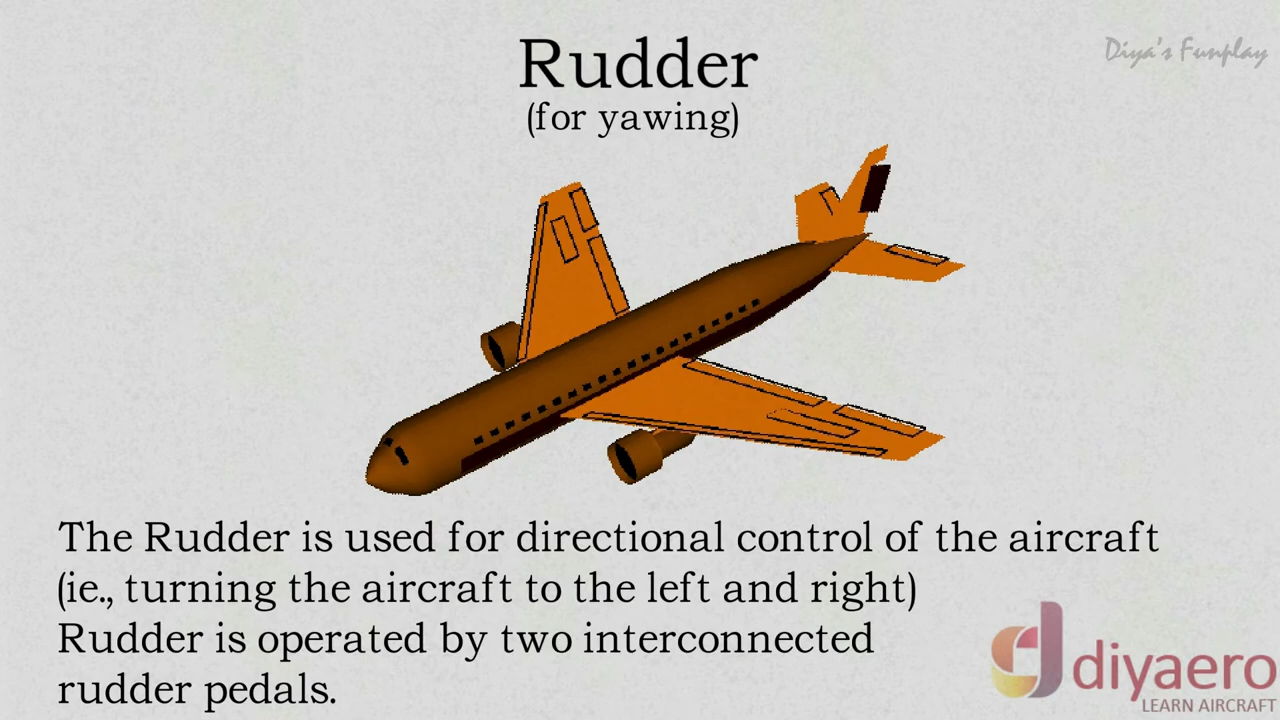 Rudder
Diya's Funplay
(for yawing)
The Rudder is used for directional control of the aircraft
(ie., turning the aircraft to the left and right)
Rudder is operated by two interconnected
rudder pedals.
diyaero
LEARN AIRCRAFT